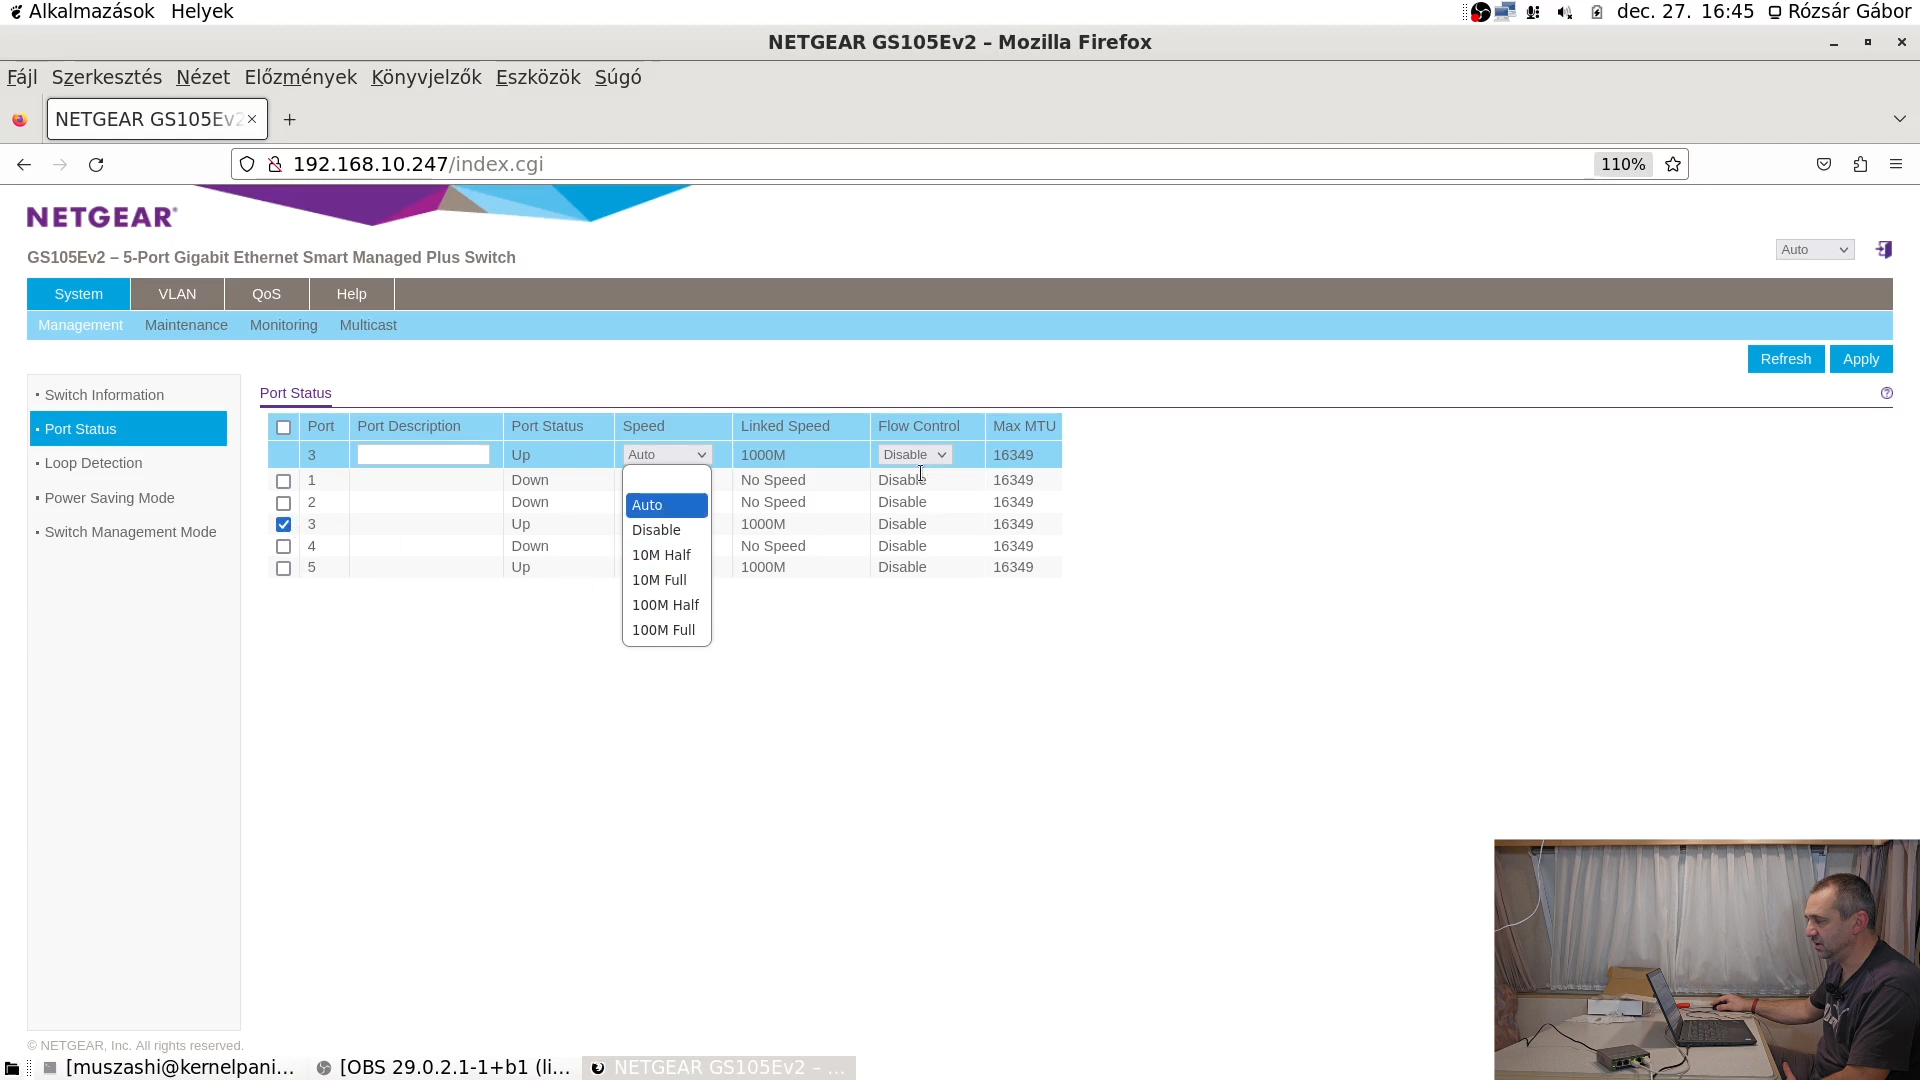 Alkalmazások Helyek
dec. 27. 16:45 Rózsár Gábor
NETGEAR GS105Ev2 – Mozilla Firefox
Fájl Szerkesztés Nézet Előzmények Könyvjelzők Eszközök Súgó
NETGEAR GS105Ev2
192.168.10.247/index.cgi
110%
NETGEAR
GS105Ev2 – 5-Port Gigabit Ethernet Smart Managed Plus Switch
Auto
System VLAN QoS Help
Management Maintenance Monitoring Multicast
Refresh Apply
Switch Information
Port Status
Loop Detection
Power Saving Mode
Switch Management Mode
Port Status
Port Port Description Port Status Speed Linked Speed Flow Control Max MTU
3 Up Auto 1000M Disable 16349
1 Down No Speed Disable 16349
2 Down No Speed Disable 16349
3 Up 1000M Disable 16349
4 Down No Speed Disable 16349
5 Up 1000M Disable 16349
Auto
Disable
10M Half
10M Full
100M Half
100M Full
© NETGEAR, Inc. All rights reserved.
[muszashi@kernelpani... [OBS 29.0.2.1-1+b1 (li... NETGEAR GS105Ev2 – ...